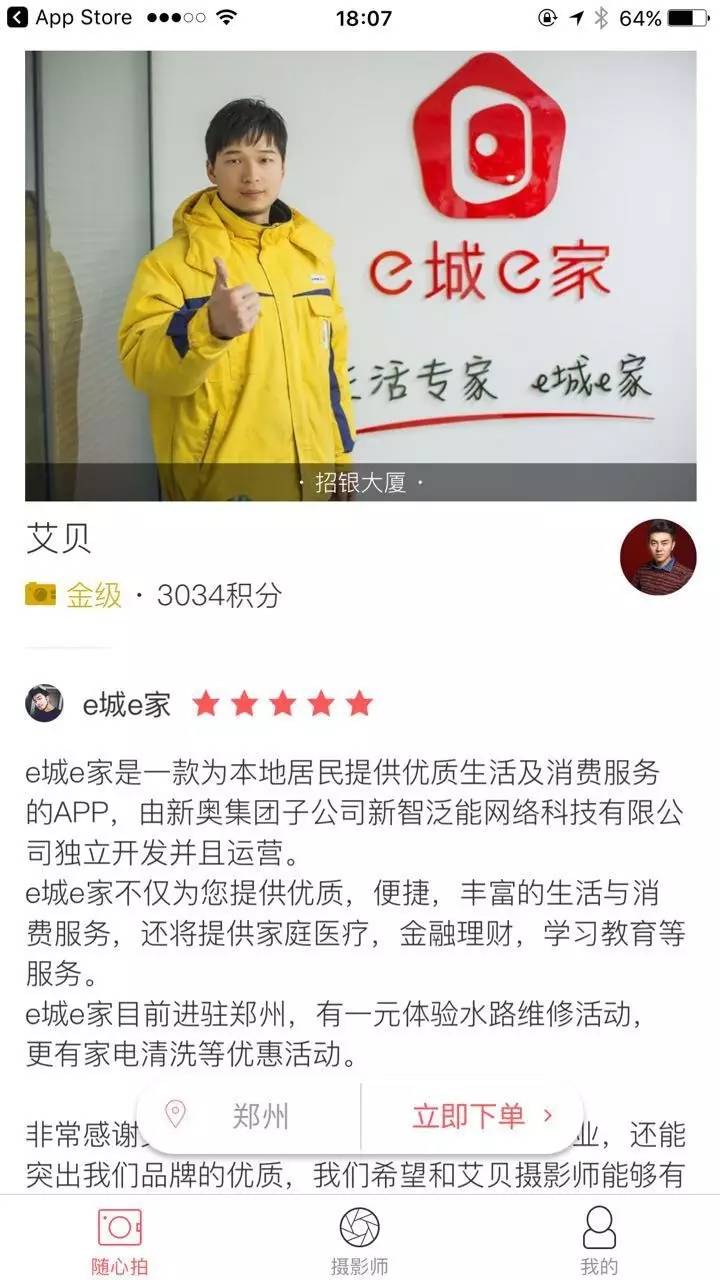 App Store
18:07
64%
e城e家
生活专家 e城e家
· 招银大厦 ·
艾贝
金级 · 3034积分
e城e家
e城e家是一款为本地居民提供优质生活及消费服务
的APP，由新奥集团子公司新智泛能网络科技有限公
司独立开发并且运营。
e城e家不仅为您提供优质，便捷，丰富的生活与消
费服务，还将提供家庭医疗，金融理财，学习教育等
服务。
e城e家目前进驻郑州，有一元体验水路维修活动，
更有家电清洗等优惠活动。
郑州
立即下单
非常感谢
业，还能
突出我们品牌的优质，我们希望和艾贝摄影师能够有
随心拍
摄影师
我的